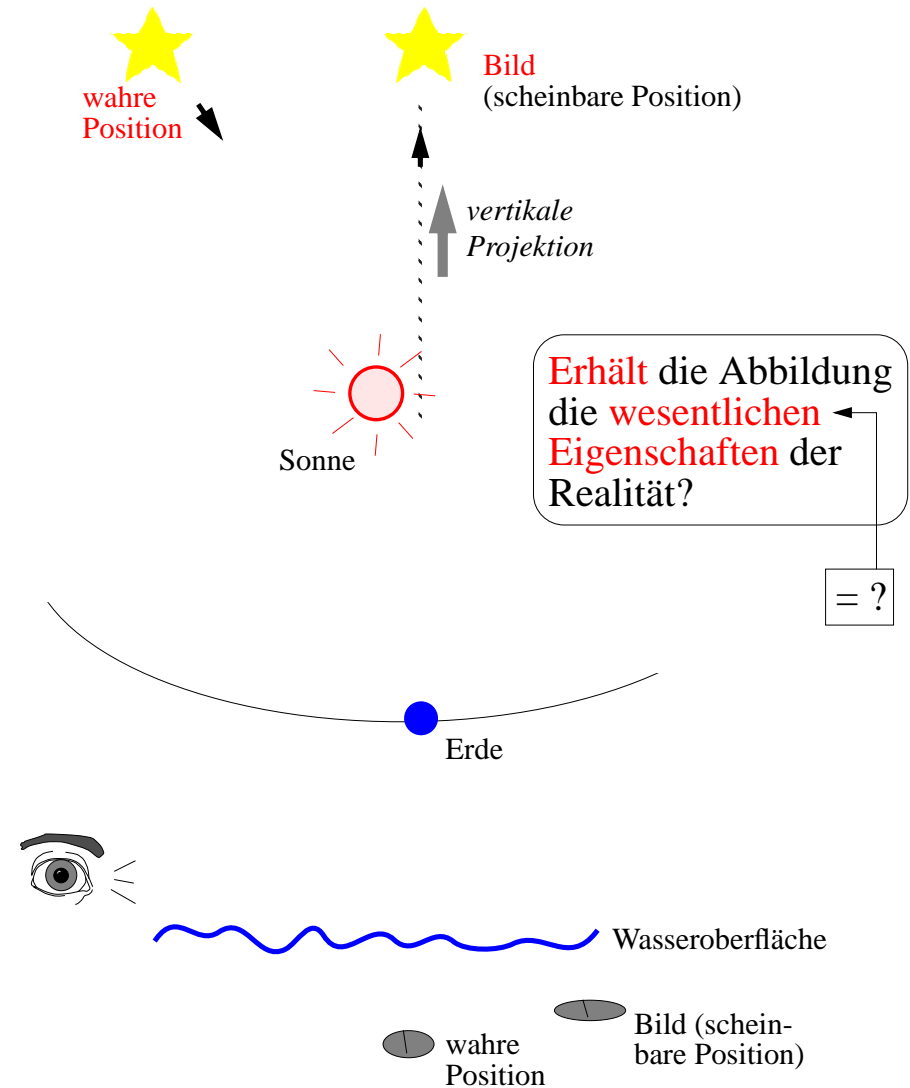 wahre
Position
Bild
(scheinbare Position)
vertikale
Projektion
Sonne
Erhält die Abbildung
die wesentlichen
Eigenschaften der
Realität?
= ?
Erde
Wasseroberfläche
wahre
Position
Bild (schein-
bare Position)